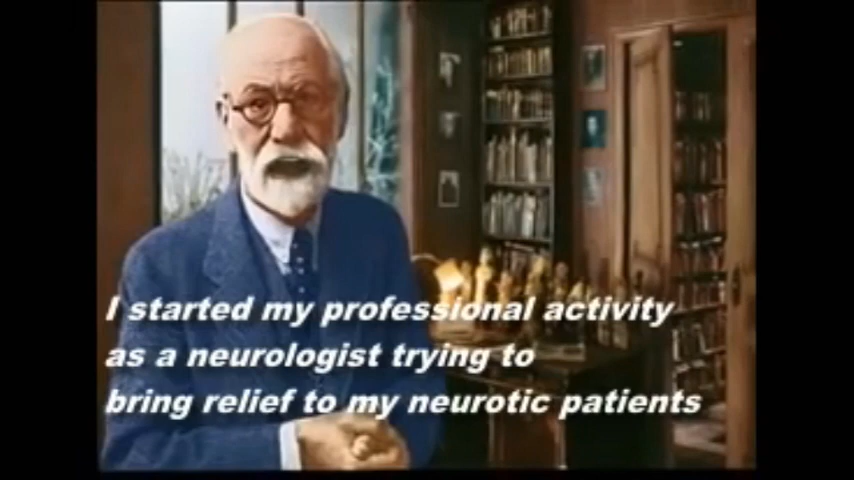 I started my professional activity
as a neurologist trying to
bring relief to my neurotic patients